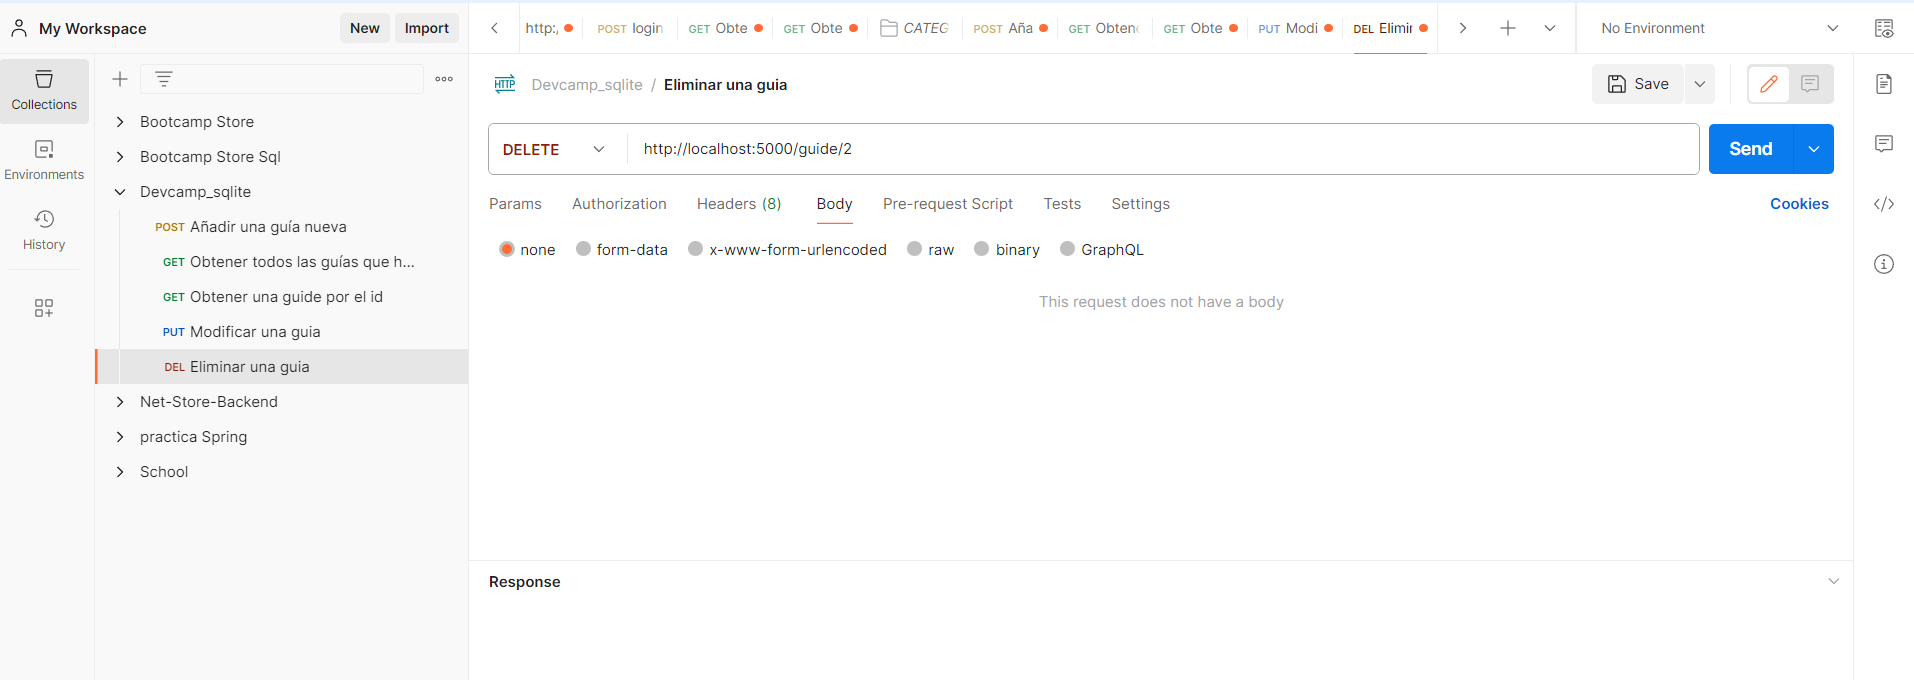 My Workspace
New
Import
http:/
POST login
GET Obte
GET Obte
CATEG
POST Aña
GET Obten
GET Obte
PUT Modi
DEL Elimir
No Environment
Collections
Environments
History
Bootcamp Store
Bootcamp Store Sql
Devcamp_sqlite
POST Añadir una guía nueva
GET Obtener todos las guías que h...
GET Obtener una guide por el id
PUT Modificar una guia
DEL Eliminar una guia
Net-Store-Backend
practica Spring
School
HTTP Devcamp_sqlite / Eliminar una guia
Save
DELETE http://localhost:5000/guide/2
Send
Params Authorization Headers (8) Body Pre-request Script Tests Settings
Cookies
none form-data x-www-form-urlencoded raw binary GraphQL
This request does not have a body
Response